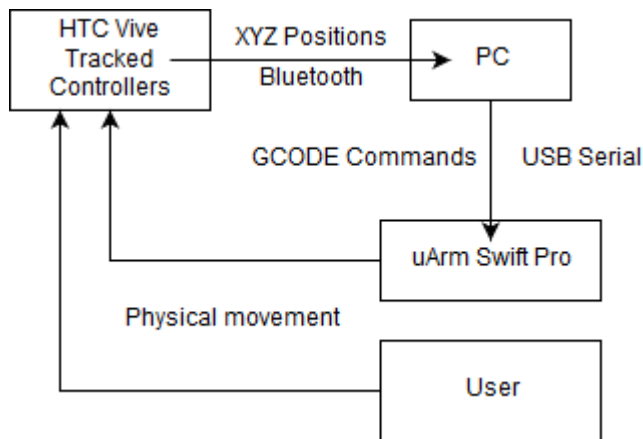 HTC Vive
Tracked
Controllers
XYZ Positions
Bluetooth
PC
GCODE Commands
USB Serial
uArm Swift Pro
Physical movement
User